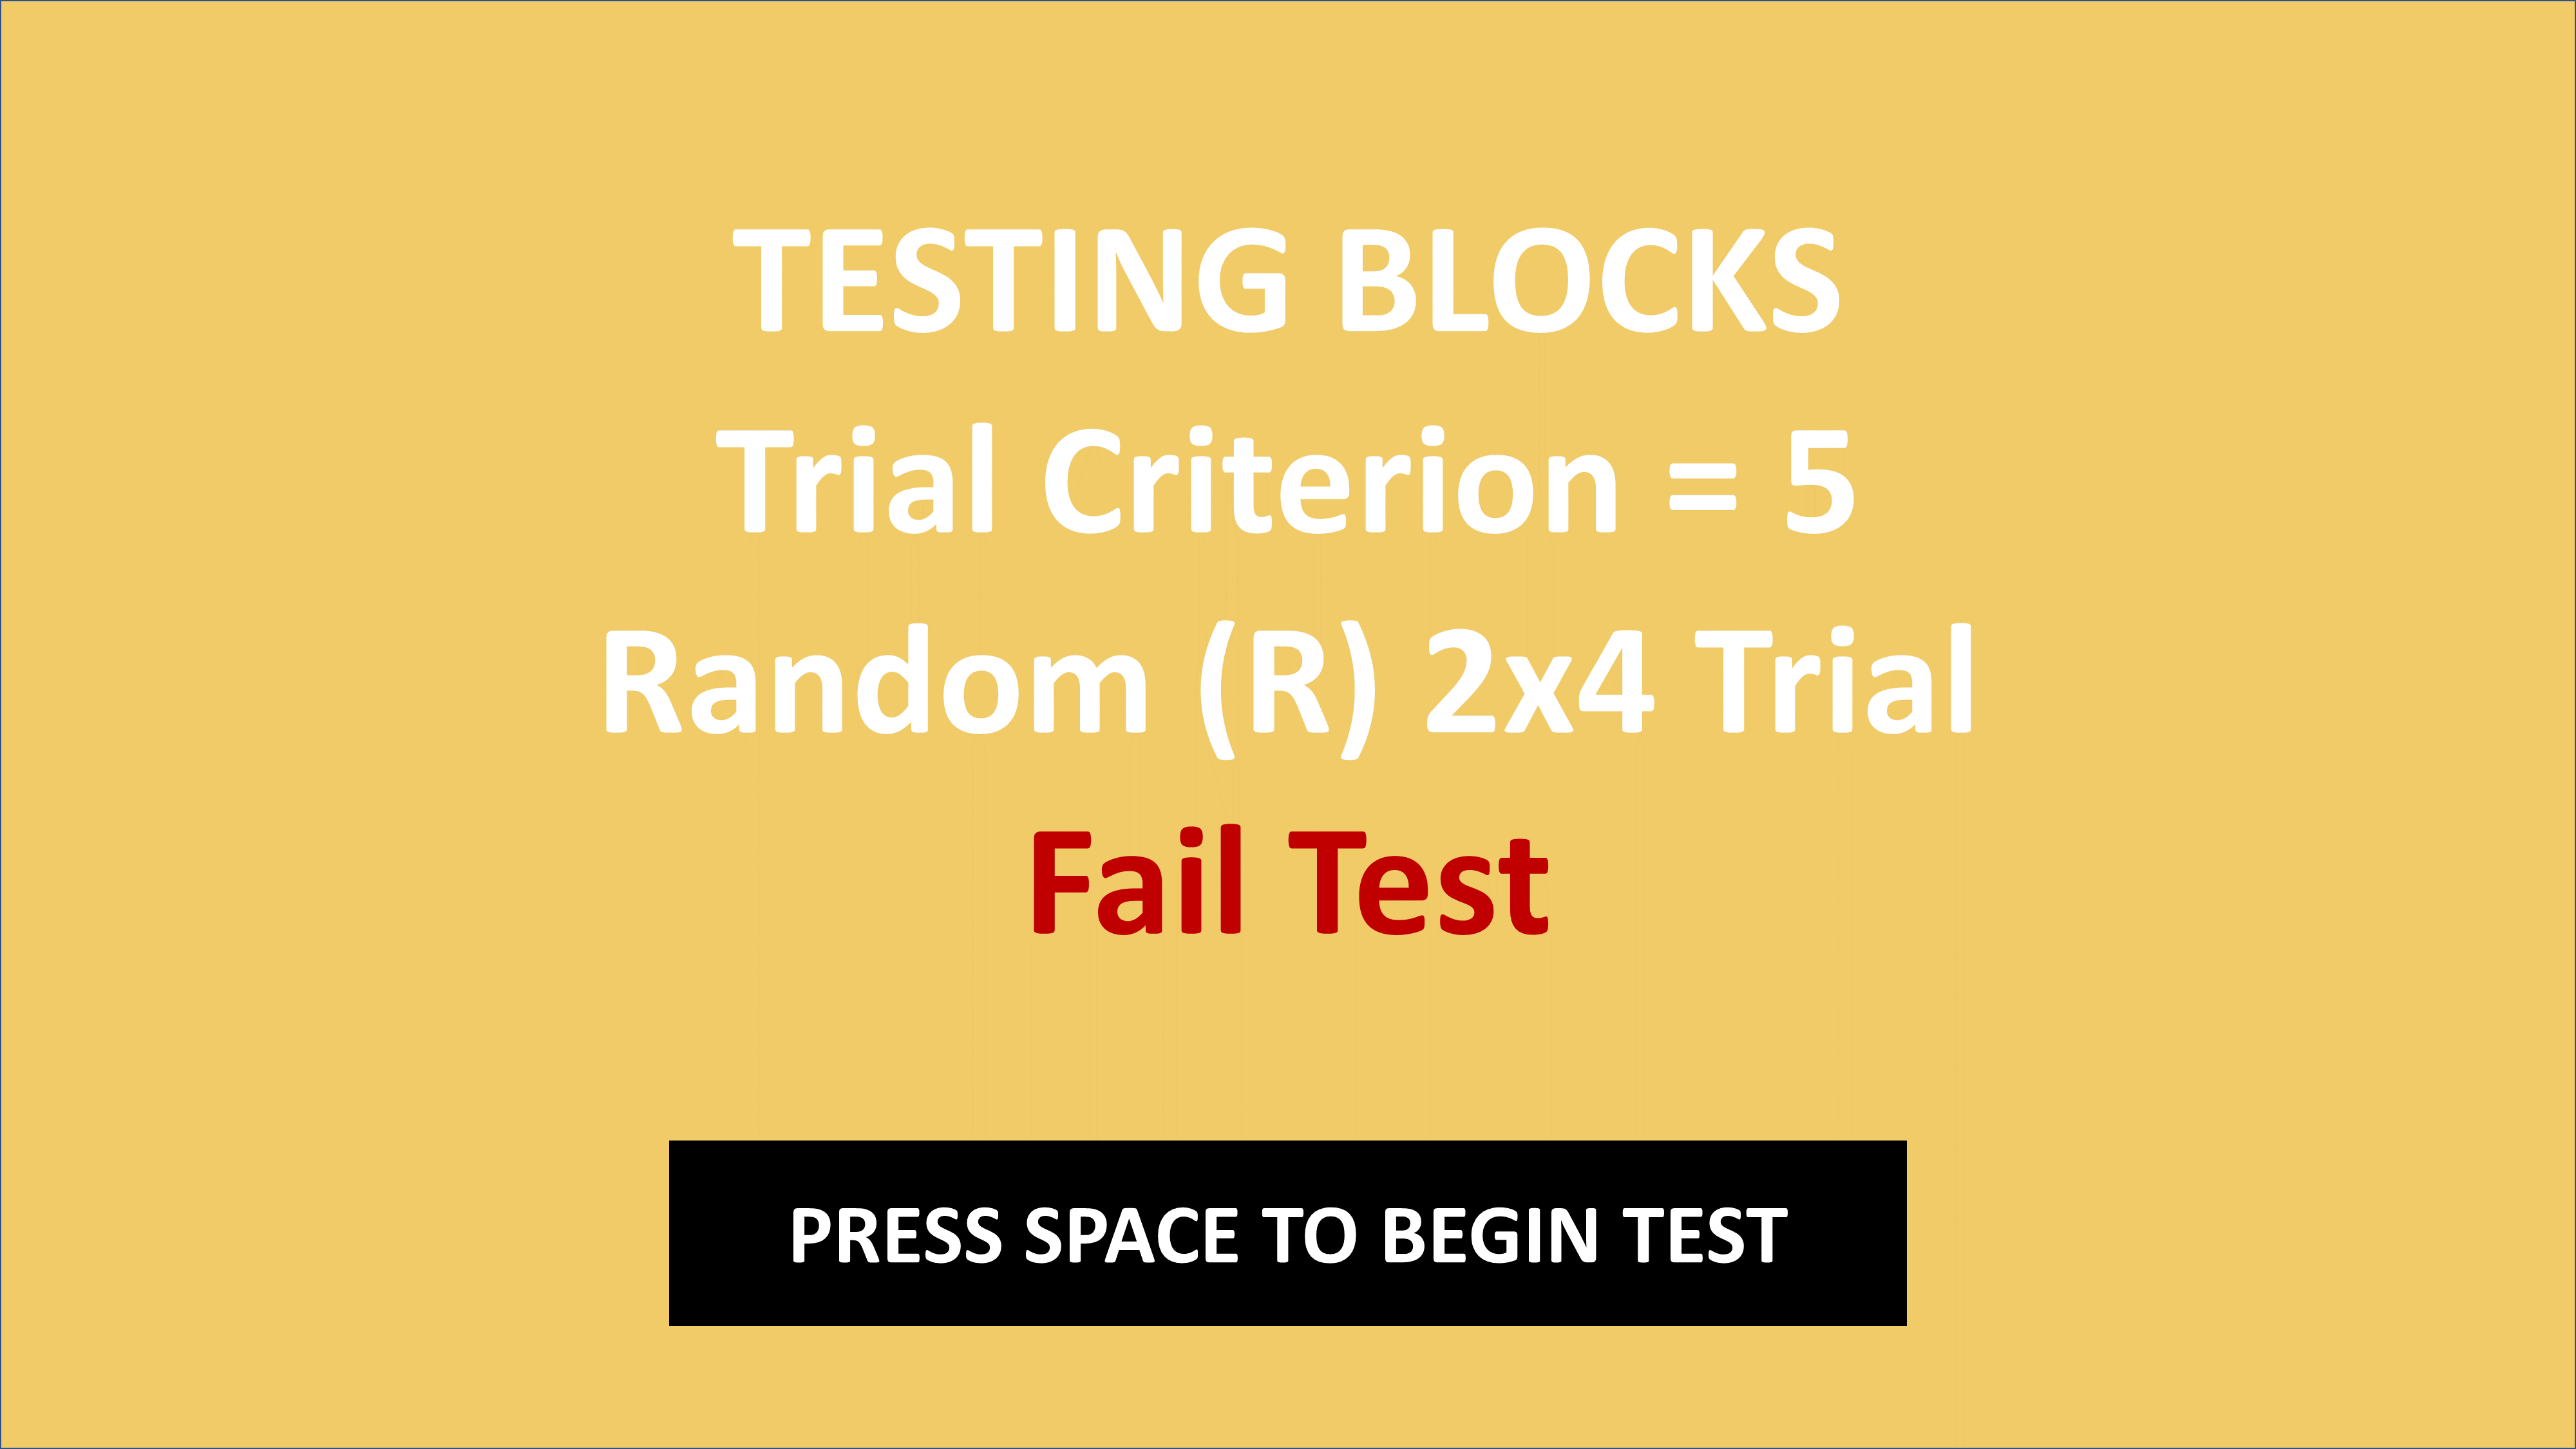 TESTING BLOCKS
Trial Criterion = 5
Random (R) 2x4 Trial
Fail Test
PRESS SPACE TO BEGIN TEST